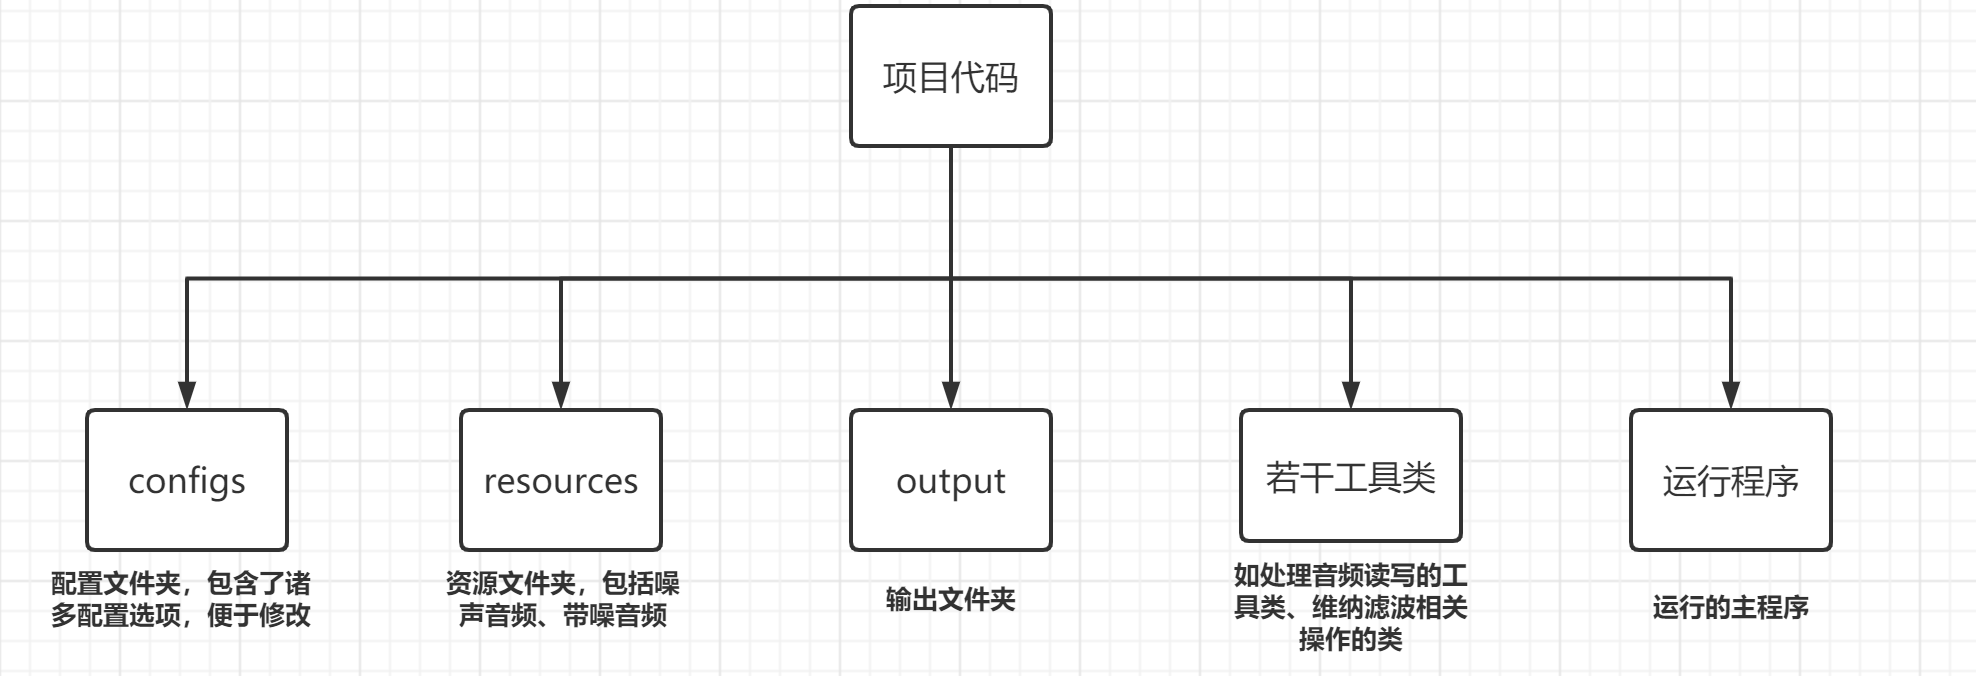 项目代码
configs
resources
output
若干工具类
运行程序
配置文件夹，包含了诸
多配置选项，便于修改
资源文件夹，包括噪
声音频、带噪音频
输出文件夹
如处理音频读写的工
具类、维纳滤波相关
操作的类
运行的主程序